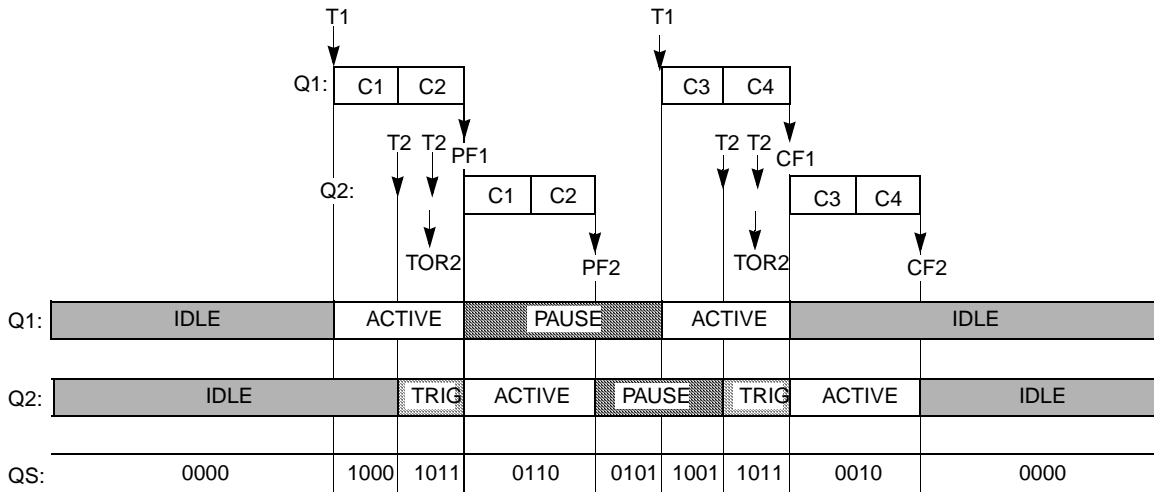 T1 T1
Q1: C1 C2 C3 C4
T2 T2 PF1 T2 T2 CF1
Q2: C1 C2 C3 C4
TOR2 PF2 TOR2 CF2
Q1: IDLE ACTIVE PAUSE ACTIVE IDLE
Q2: IDLE TRIG ACTIVE PAUSE TRIG ACTIVE IDLE
QS: 0000 1000 1011 0110 0101 1001 1011 0010 0000